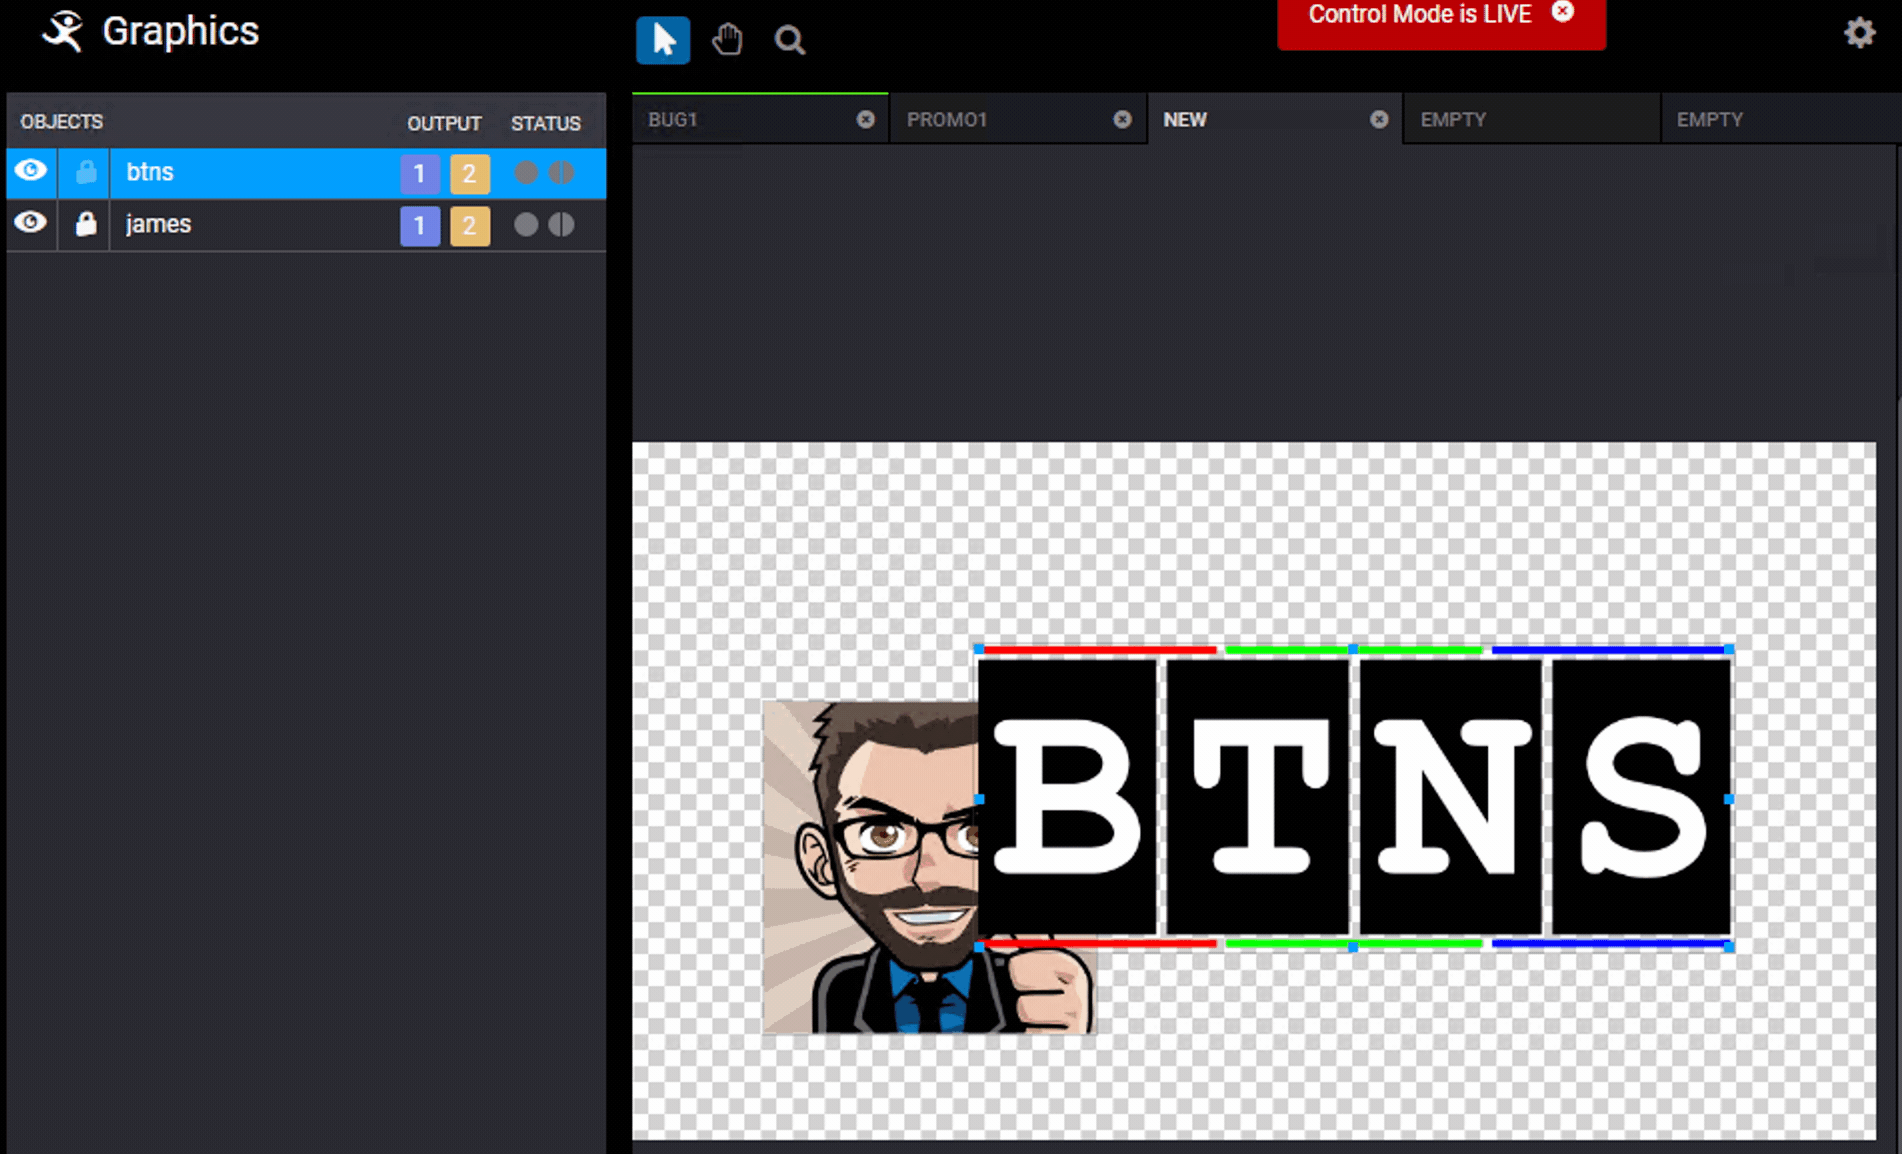 Graphics
Control Mode is LIVE
OBJECTS OUTPUT STATUS
btns 1 2
james 1 2
BUG1 PROMO1 NEW EMPTY EMPTY
BTNS